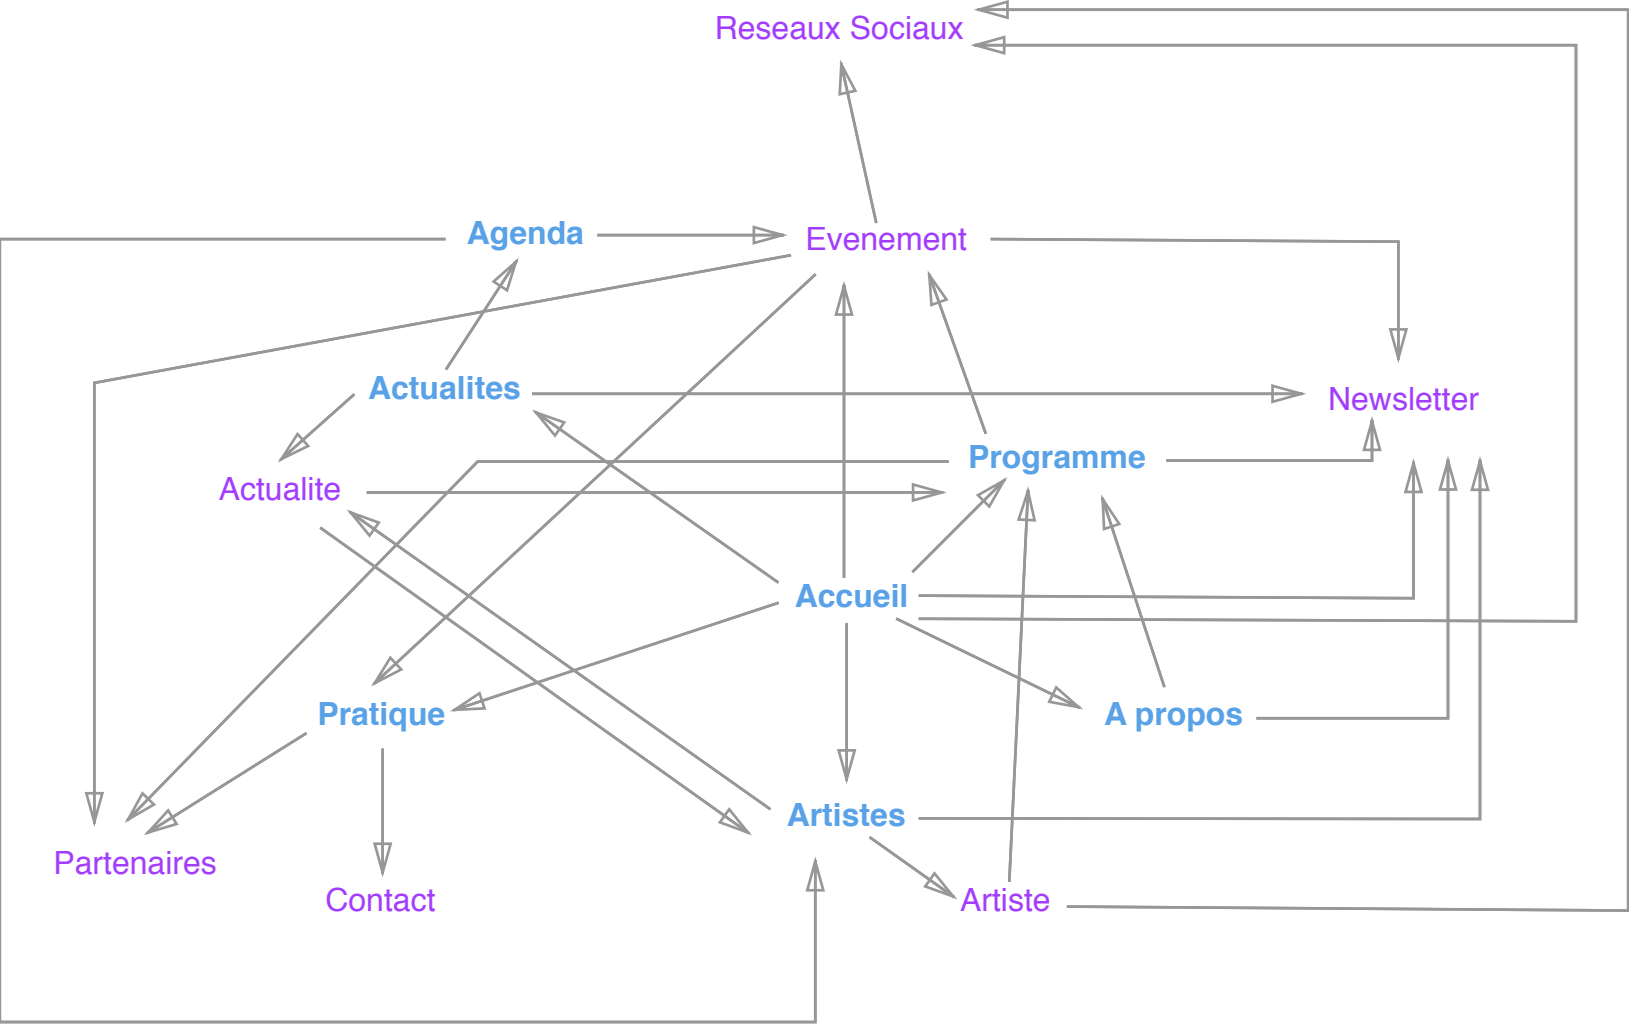 Reseaux Sociaux
Agenda
Evenement
Actualites
Newsletter
Programme
Actualite
Accueil
Pratique
A propos
Artistes
Partenaires
Contact
Artiste